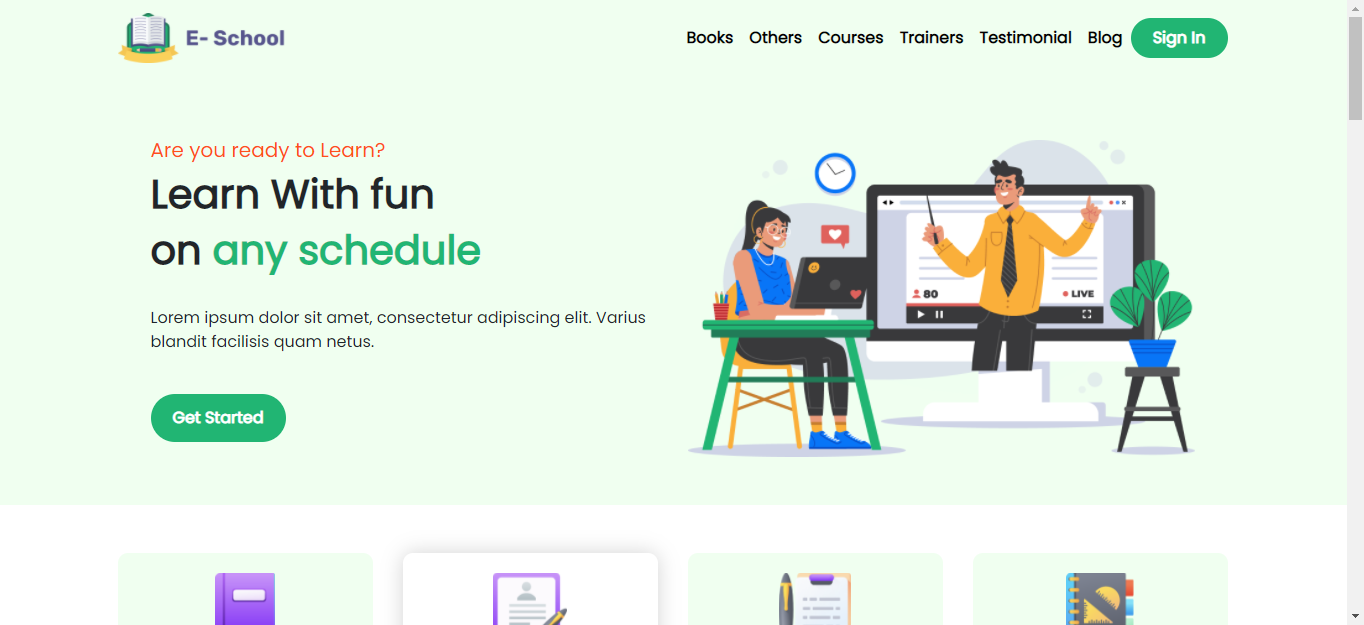 E- School
Books Others Courses Trainers Testimonial Blog Sign In
Are you ready to Learn?
Learn With fun
on any schedule
Lorem ipsum dolor sit amet, consectetur adipiscing elit. Varius
blandit facilisis quam netus.
Get Started
80
LIVE